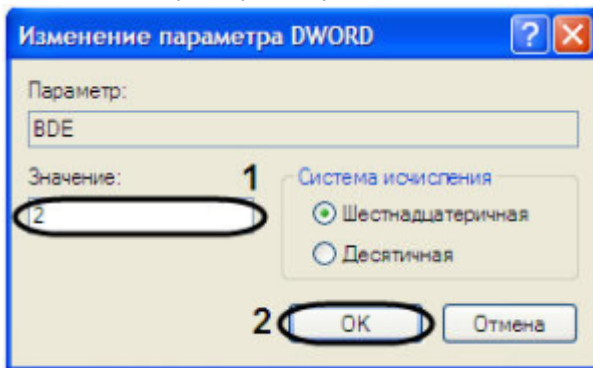 Изменение параметра DWORD
Параметр:
BDE
Значение:
1
2
Система исчисления
Шестнадцатеричная
Десятичная
2
OK
Отмена